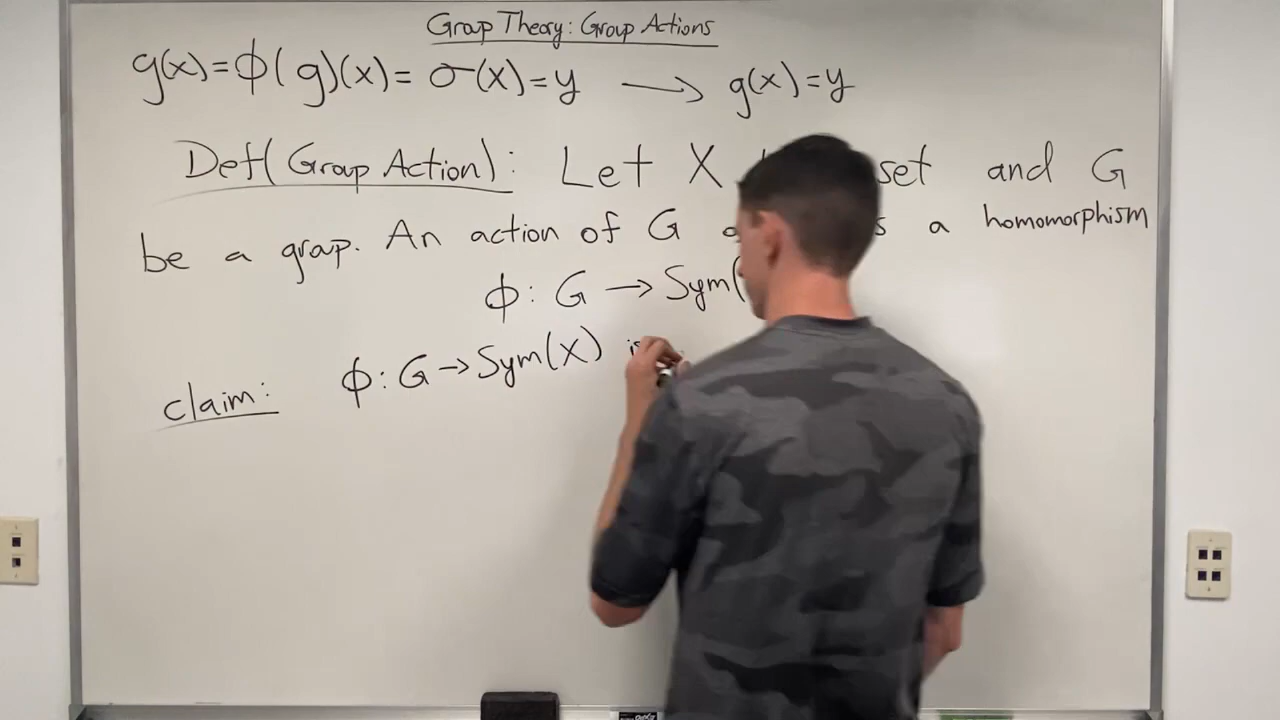 Group Theory: Group Actions
g(x)=ϕ(g)(x)= σ(x)=y → g(x)=y
Def(Group Action): Let X set and G
be a group. An action of G a homomorphism
ϕ: G → Sym(
claim: ϕ:G→Sym(X) is